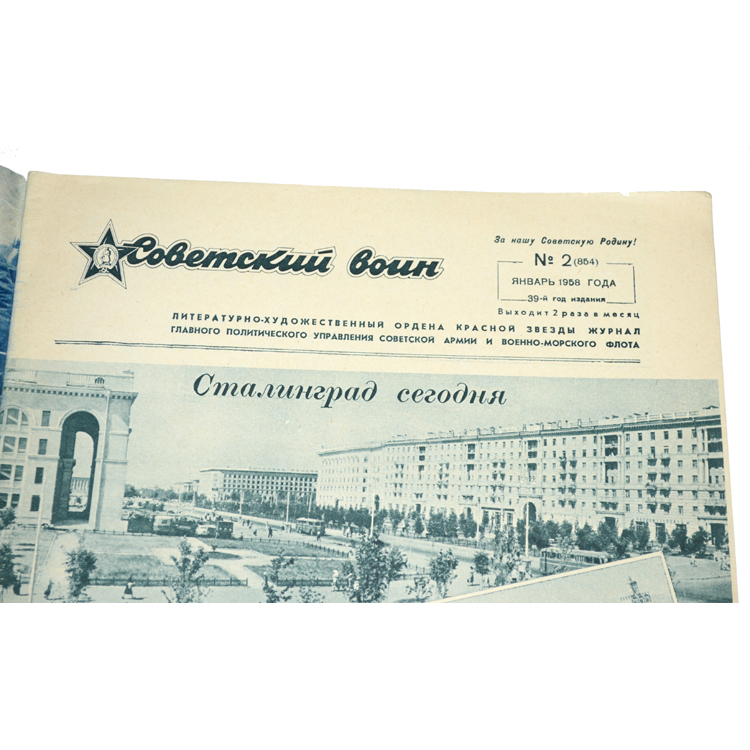 Советский воин
За нашу Советскую Родину!
№ 2 (854)
ЯНВАРЬ 1958 ГОДА
39-й год издания
Выходит 2 раза в месяц
ЛИТЕРАТУРНО-ХУДОЖЕСТВЕННЫЙ ОРДЕНА КРАСНОЙ ЗВЕЗДЫ ЖУРНАЛ
ГЛАВНОГО ПОЛИТИЧЕСКОГО УПРАВЛЕНИЯ СОВЕТСКОЙ АРМИИ И ВОЕННО-МОРСКОГО ФЛОТА
Сталинград сегодня